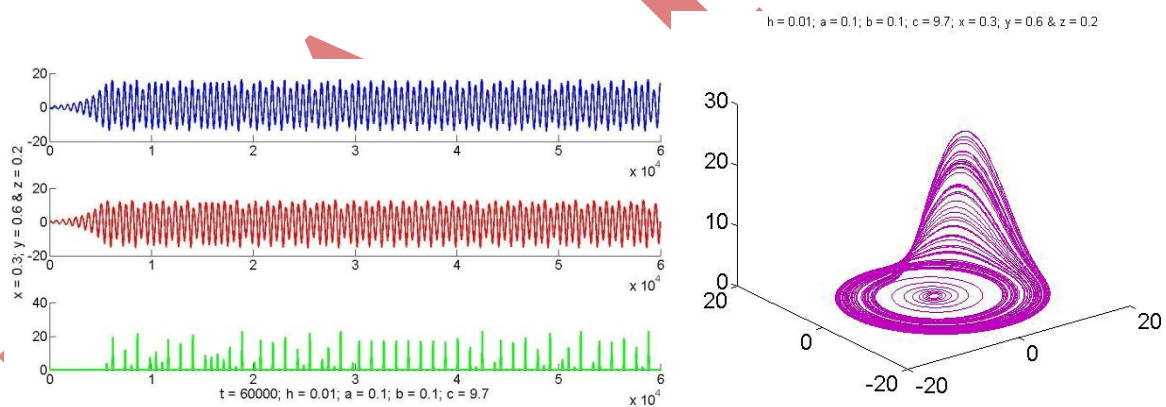 h = 0.01; a = 0.1; b = 0.1; c = 9.7; x = 0.3; y = 0.6 & z = 0.2
x = 0.3; y = 0.6 & z = 0.2
20
0
-20
0 1 2 3 4 5 6
x 10^4
20
0
-20
0 1 2 3 4 5 6
x 10^4
40
20
0
0 1 2 3 4 5 6
t = 60000; h = 0.01; a = 0.1; b = 0.1; c = 9.7
x 10^4
30
20
10
0
20
0
-20
-20
0
20